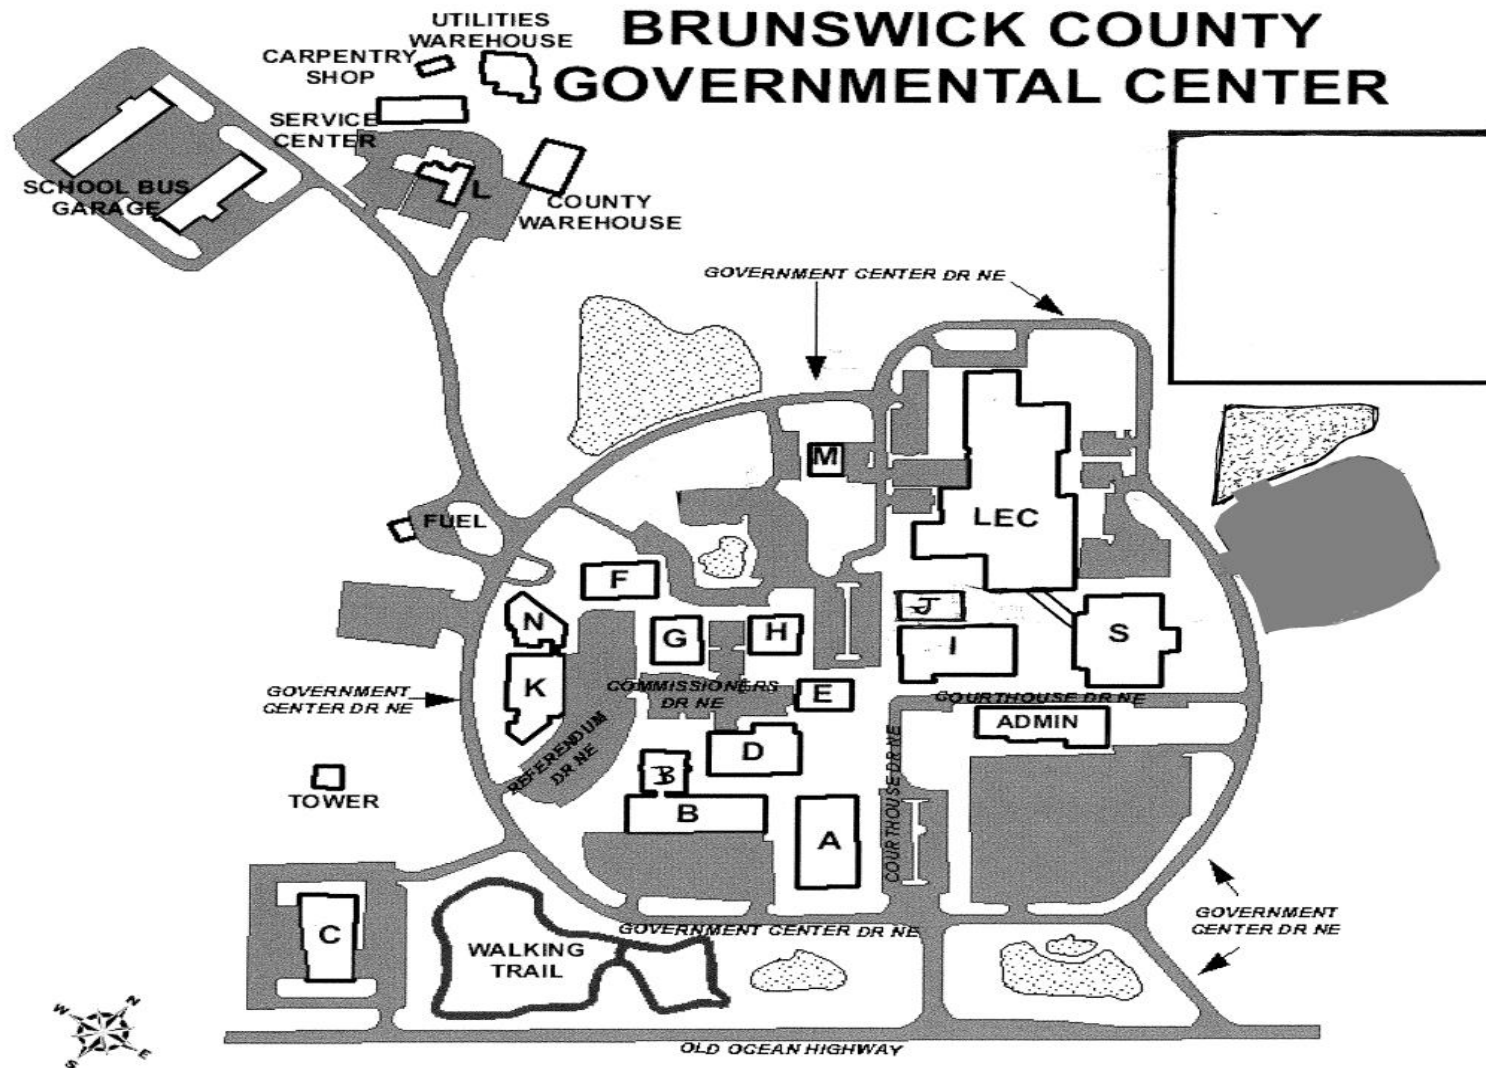 BRUNSWICK COUNTY
GOVERNMENTAL CENTER
UTILITIES
WAREHOUSE
CARPENTRY
SHOP
SERVICE
CENTER
SCHOOL BUS
GARAGE
L
COUNTY
WAREHOUSE
GOVERNMENT CENTER DR NE
M
LEC
FUEL
F
N
G
H
J
I
S
K
GOVERNMENT
CENTER DR NE
COMMISSIONERS
DR NE
E
COURTHOUSE DR NE
ADMIN
REFERENDUM
DR NE
D
B
B
A
COURTHOUSE DR NE
TOWER
C
WALKING
TRAIL
GOVERNMENT CENTER DR NE
GOVERNMENT
CENTER DR NE
OLD OCEAN HIGHWAY
W
N
S
E